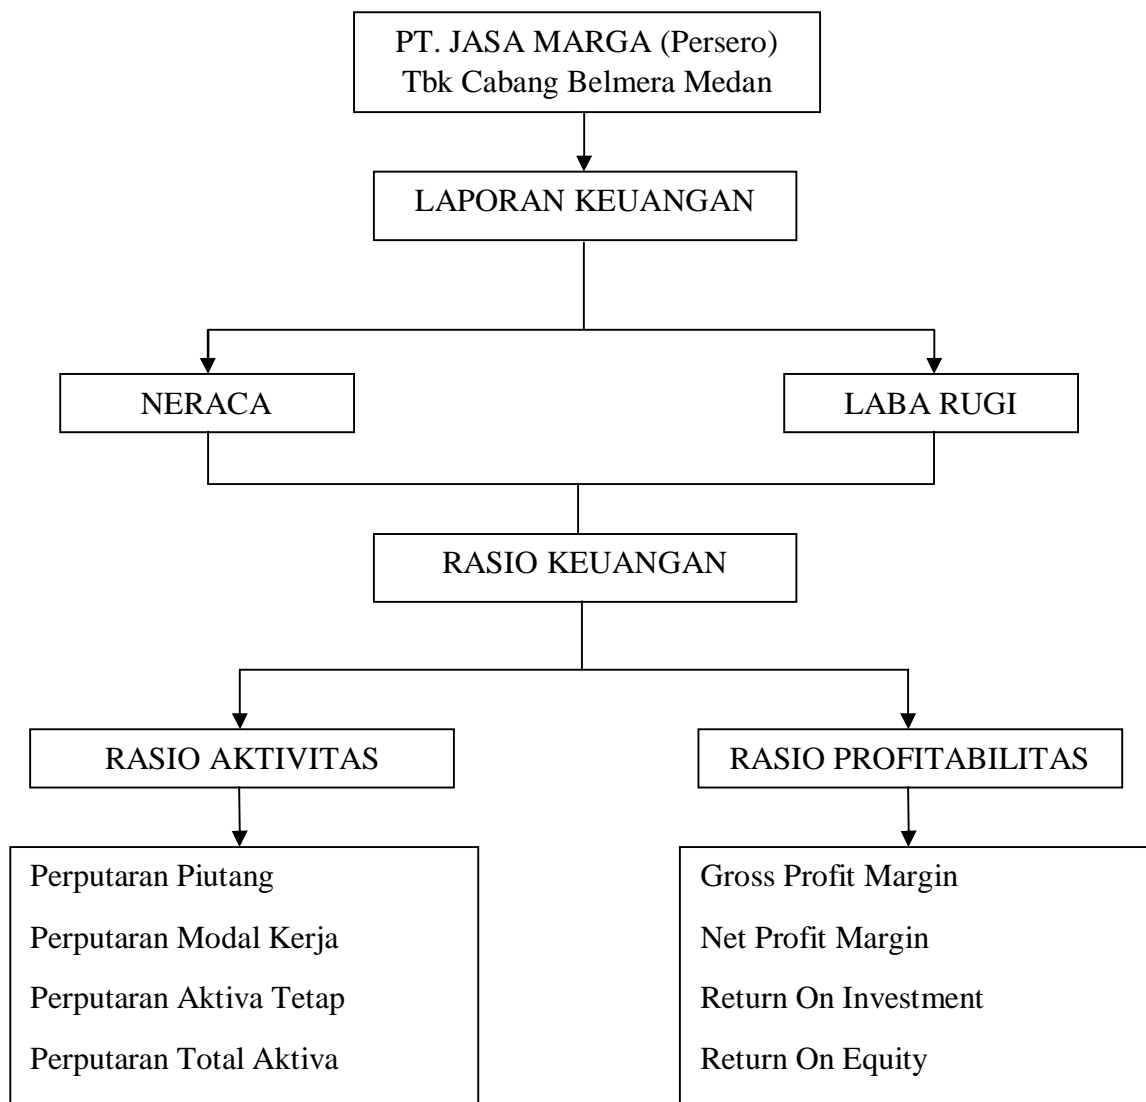 PT. JASA MARGA (Persero)
Tbk Cabang Belmera Medan
LAPORAN KEUANGAN
NERACA
LABA RUGI
RASIO KEUANGAN
RASIO AKTIVITAS
RASIO PROFITABILITAS
Perputaran Piutang
Perputaran Modal Kerja
Perputaran Aktiva Tetap
Perputaran Total Aktiva
Gross Profit Margin
Net Profit Margin
Return On Investment
Return On Equity